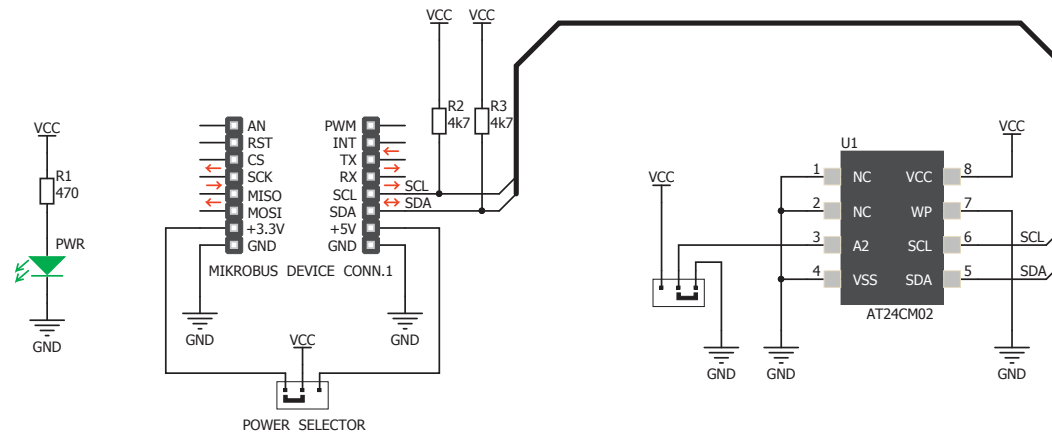 VCC
R1
470
PWR
GND
AN
RST
CS
SCK
MISO
MOSI
+3.3V
GND
PWM
INT
TX
RX
SCL
SDA
+5V
GND
SCL
SDA
MIKROBUS DEVICE CONN.1
GND
GND
VCC
POWER SELECTOR
VCC
VCC
R2
4k7
R3
4k7
VCC
GND
U1
1
NC
VCC
8
2
NC
WP
7
3
A2
SCL
6
SCL
4
VSS
SDA
5
SDA
AT24CM02
VCC
GND
GND